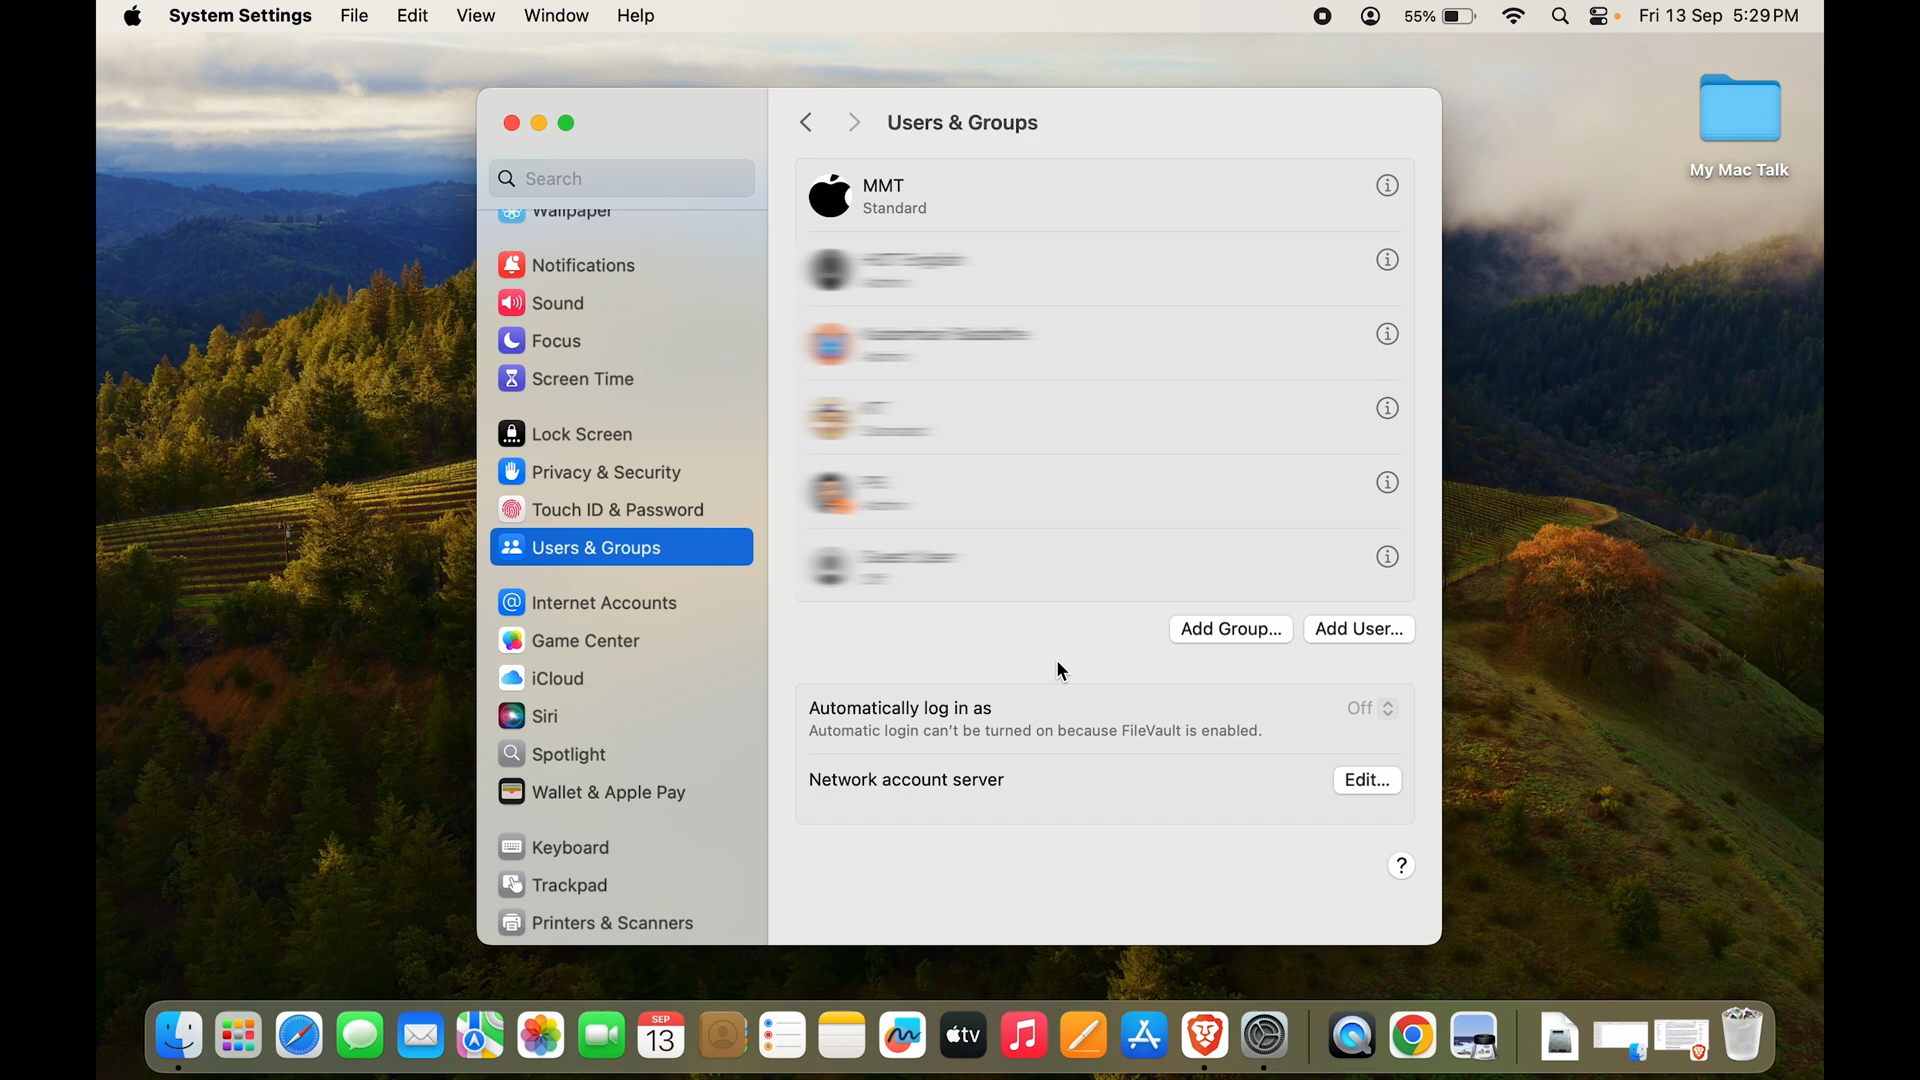 System Settings File Edit View Window Help 55% Fri 13 Sep 5:29 PM
My Mac Talk
Users & Groups
Search
Wallpaper
Notifications
Sound
Focus
Screen Time
Lock Screen
Privacy & Security
Touch ID & Password
Users & Groups
Internet Accounts
Game Center
iCloud
Siri
Spotlight
Wallet & Apple Pay
Keyboard
Trackpad
Printers & Scanners
MMT
Standard
Add Group... Add User...
Automatically log in as Off
Automatic login can't be turned on because FileVault is enabled.
Network account server Edit...
?
SEP
13
tv